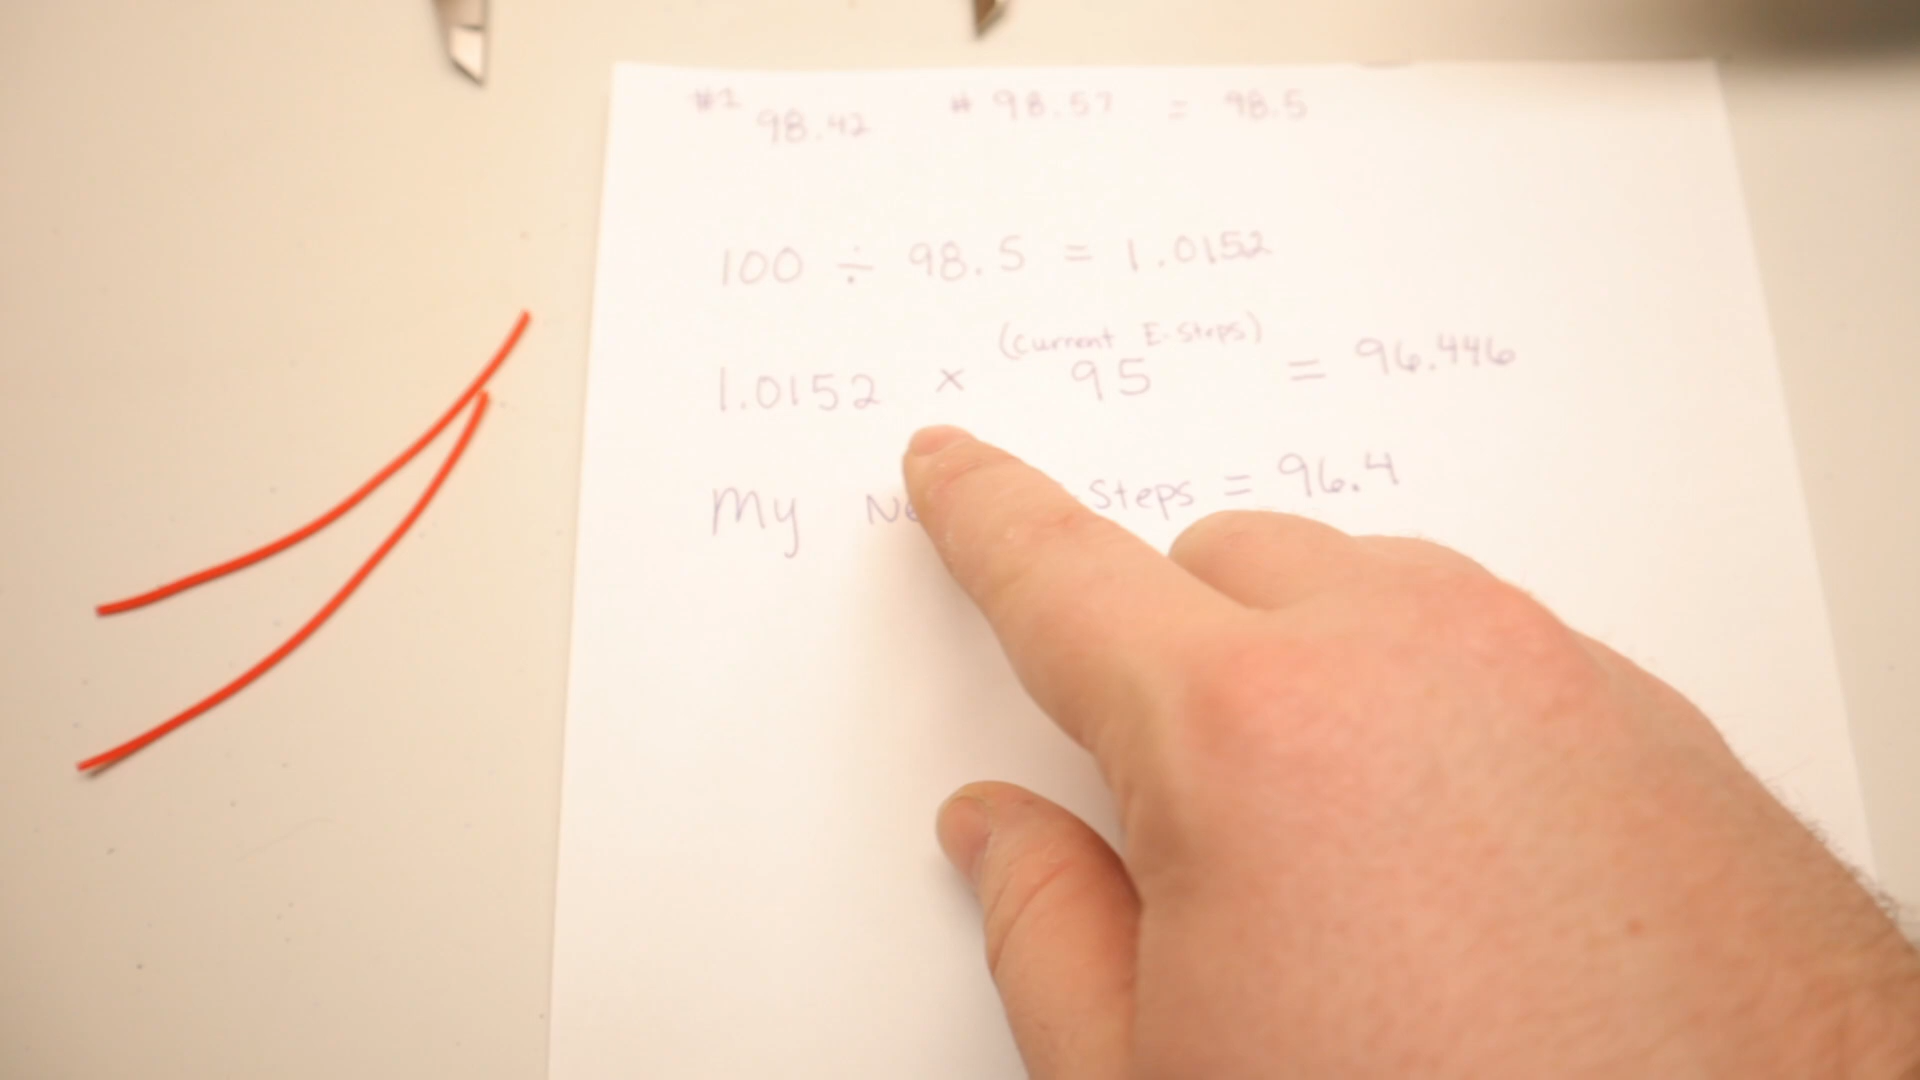 #1 98.42 # 98.57 = 98.5
100 ÷ 98.5 = 1.0152
(Current E-Steps)
1.0152 × 95 = 96.446
My Steps = 96.4